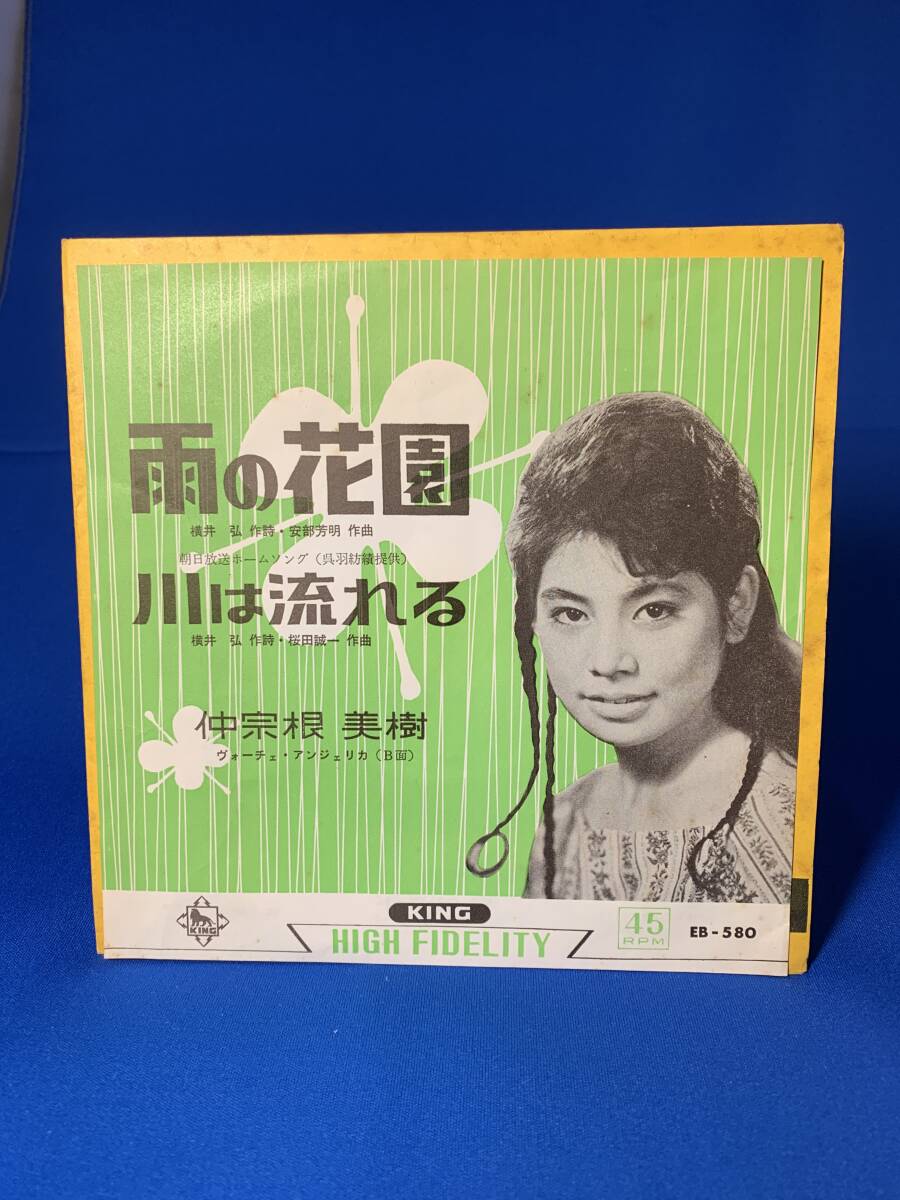 雨の花園
横井 弘 作詩・安部芳明 作曲
朝日放送ホームソング（呉羽紡績提供）
川は流れる
横井 弘 作詩・桜田誠一 作曲
仲宗根 美樹
ヴォーチェ・アンジェリカ（B面）
KING
KING
HIGH FIDELITY
45
RPM
EB-580